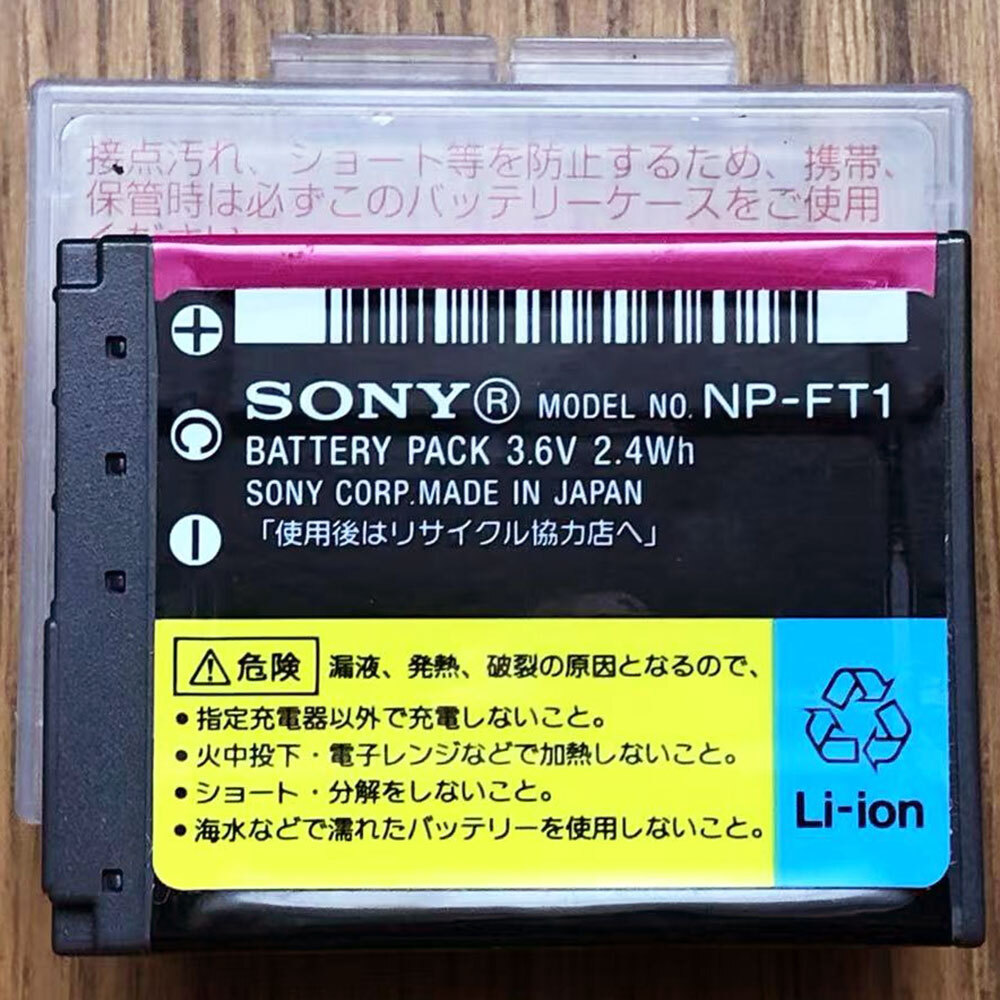 接点汚れ、ショート等を防止するため、携帯、
保管時は必ずこのバッテリーケースをご使用
ください
SONY® MODEL NO. NP-FT1
BATTERY PACK 3.6V 2.4Wh
SONY CORP. MADE IN JAPAN
「使用後はリサイクル協力店へ」
危険 漏液、発熱、破裂の原因となるので、
•指定充電器以外で充電しないこと。
•火中投下・電子レンジなどで加熱しないこと。
•ショート・分解をしないこと。
•海水などで濡れたバッテリーを使用しないこと。
Li-ion